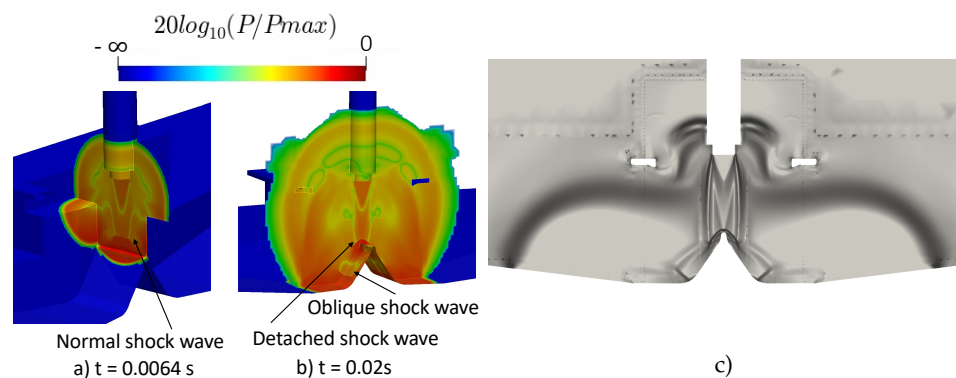 20log10(P/Pmax)
- ∞ 0
Normal shock wave
a) t = 0.0064 s
Oblique shock wave
Detached shock wave
b) t = 0.02s
c)